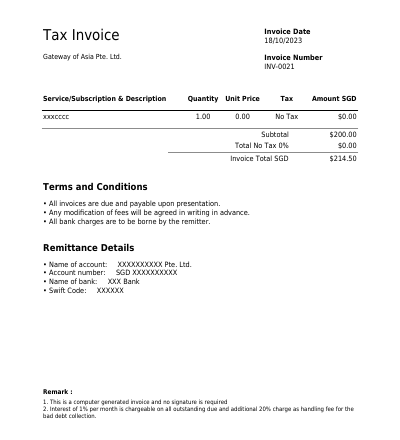 Tax Invoice
Invoice Date
18/10/2023
Gateway of Asia Pte. Ltd.
Invoice Number
INV-0021
Service/Subscription & Description Quantity Unit Price Tax Amount SGD
xxxcccc 1.00 0.00 No Tax $0.00
Subtotal $200.00
Total No Tax 0% $0.00
Invoice Total SGD $214.50
Terms and Conditions
• All invoices are due and payable upon presentation.
• Any modification of fees will be agreed in writing in advance.
• All bank charges are to be borne by the remitter.
Remittance Details
• Name of account: XXXXXXXXXX Pte. Ltd.
• Account number: SGD XXXXXXXXXX
• Name of bank: XXX Bank
• Swift Code: XXXXXX
Remark :
1. This is a computer generated invoice and no signature is required
2. Interest of 1% per month is chargeable on all outstanding due and additional 20% charge as handling fee for the
bad debt collection.